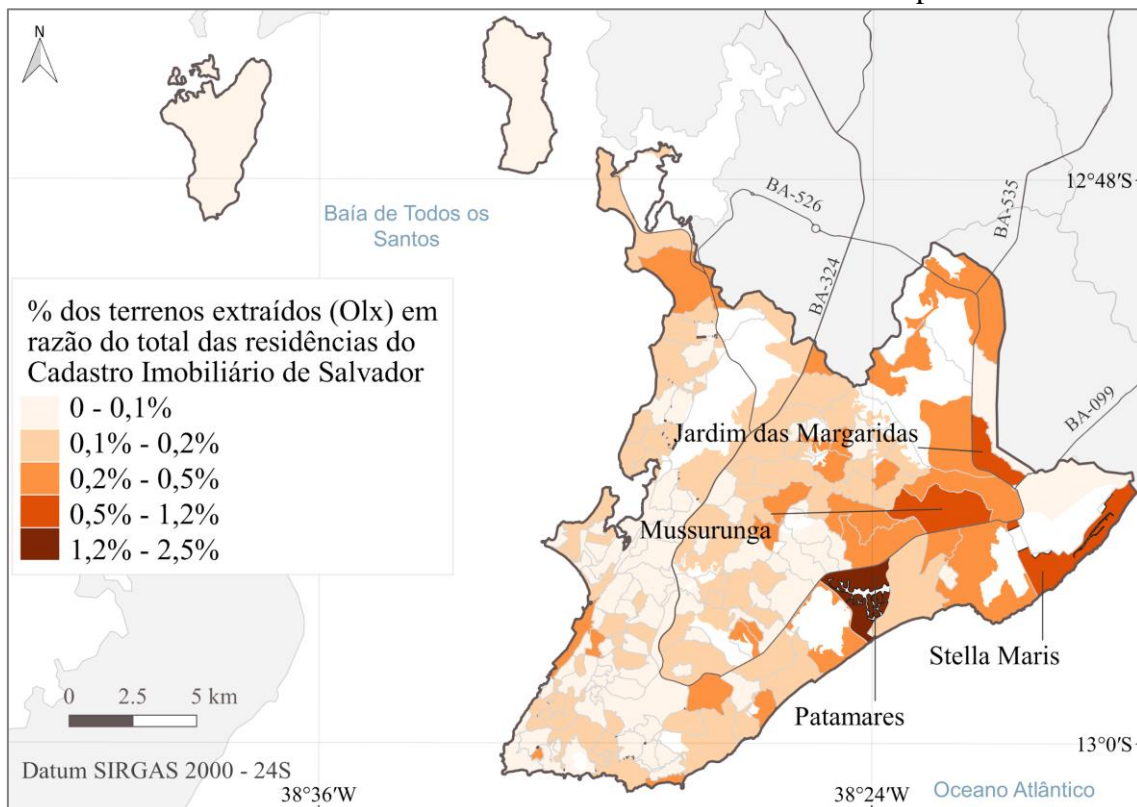 N
12°48'S
BA-526
BA-535
BA-324
BA-099
Baía de Todos os
Santos
% dos terrenos extraídos (Olx) em
razão do total das residências do
Cadastro Imobiliário de Salvador
0 - 0,1%
0,1% - 0,2%
0,2% - 0,5%
0,5% - 1,2%
1,2% - 2,5%
Jardim das Margaridas
Mussurunga
Stella Maris
Patamares
0 2.5 5 km
13°0'S
Datum SIRGAS 2000 - 24S
38°36'W
38°24'W
Oceano Atlântico